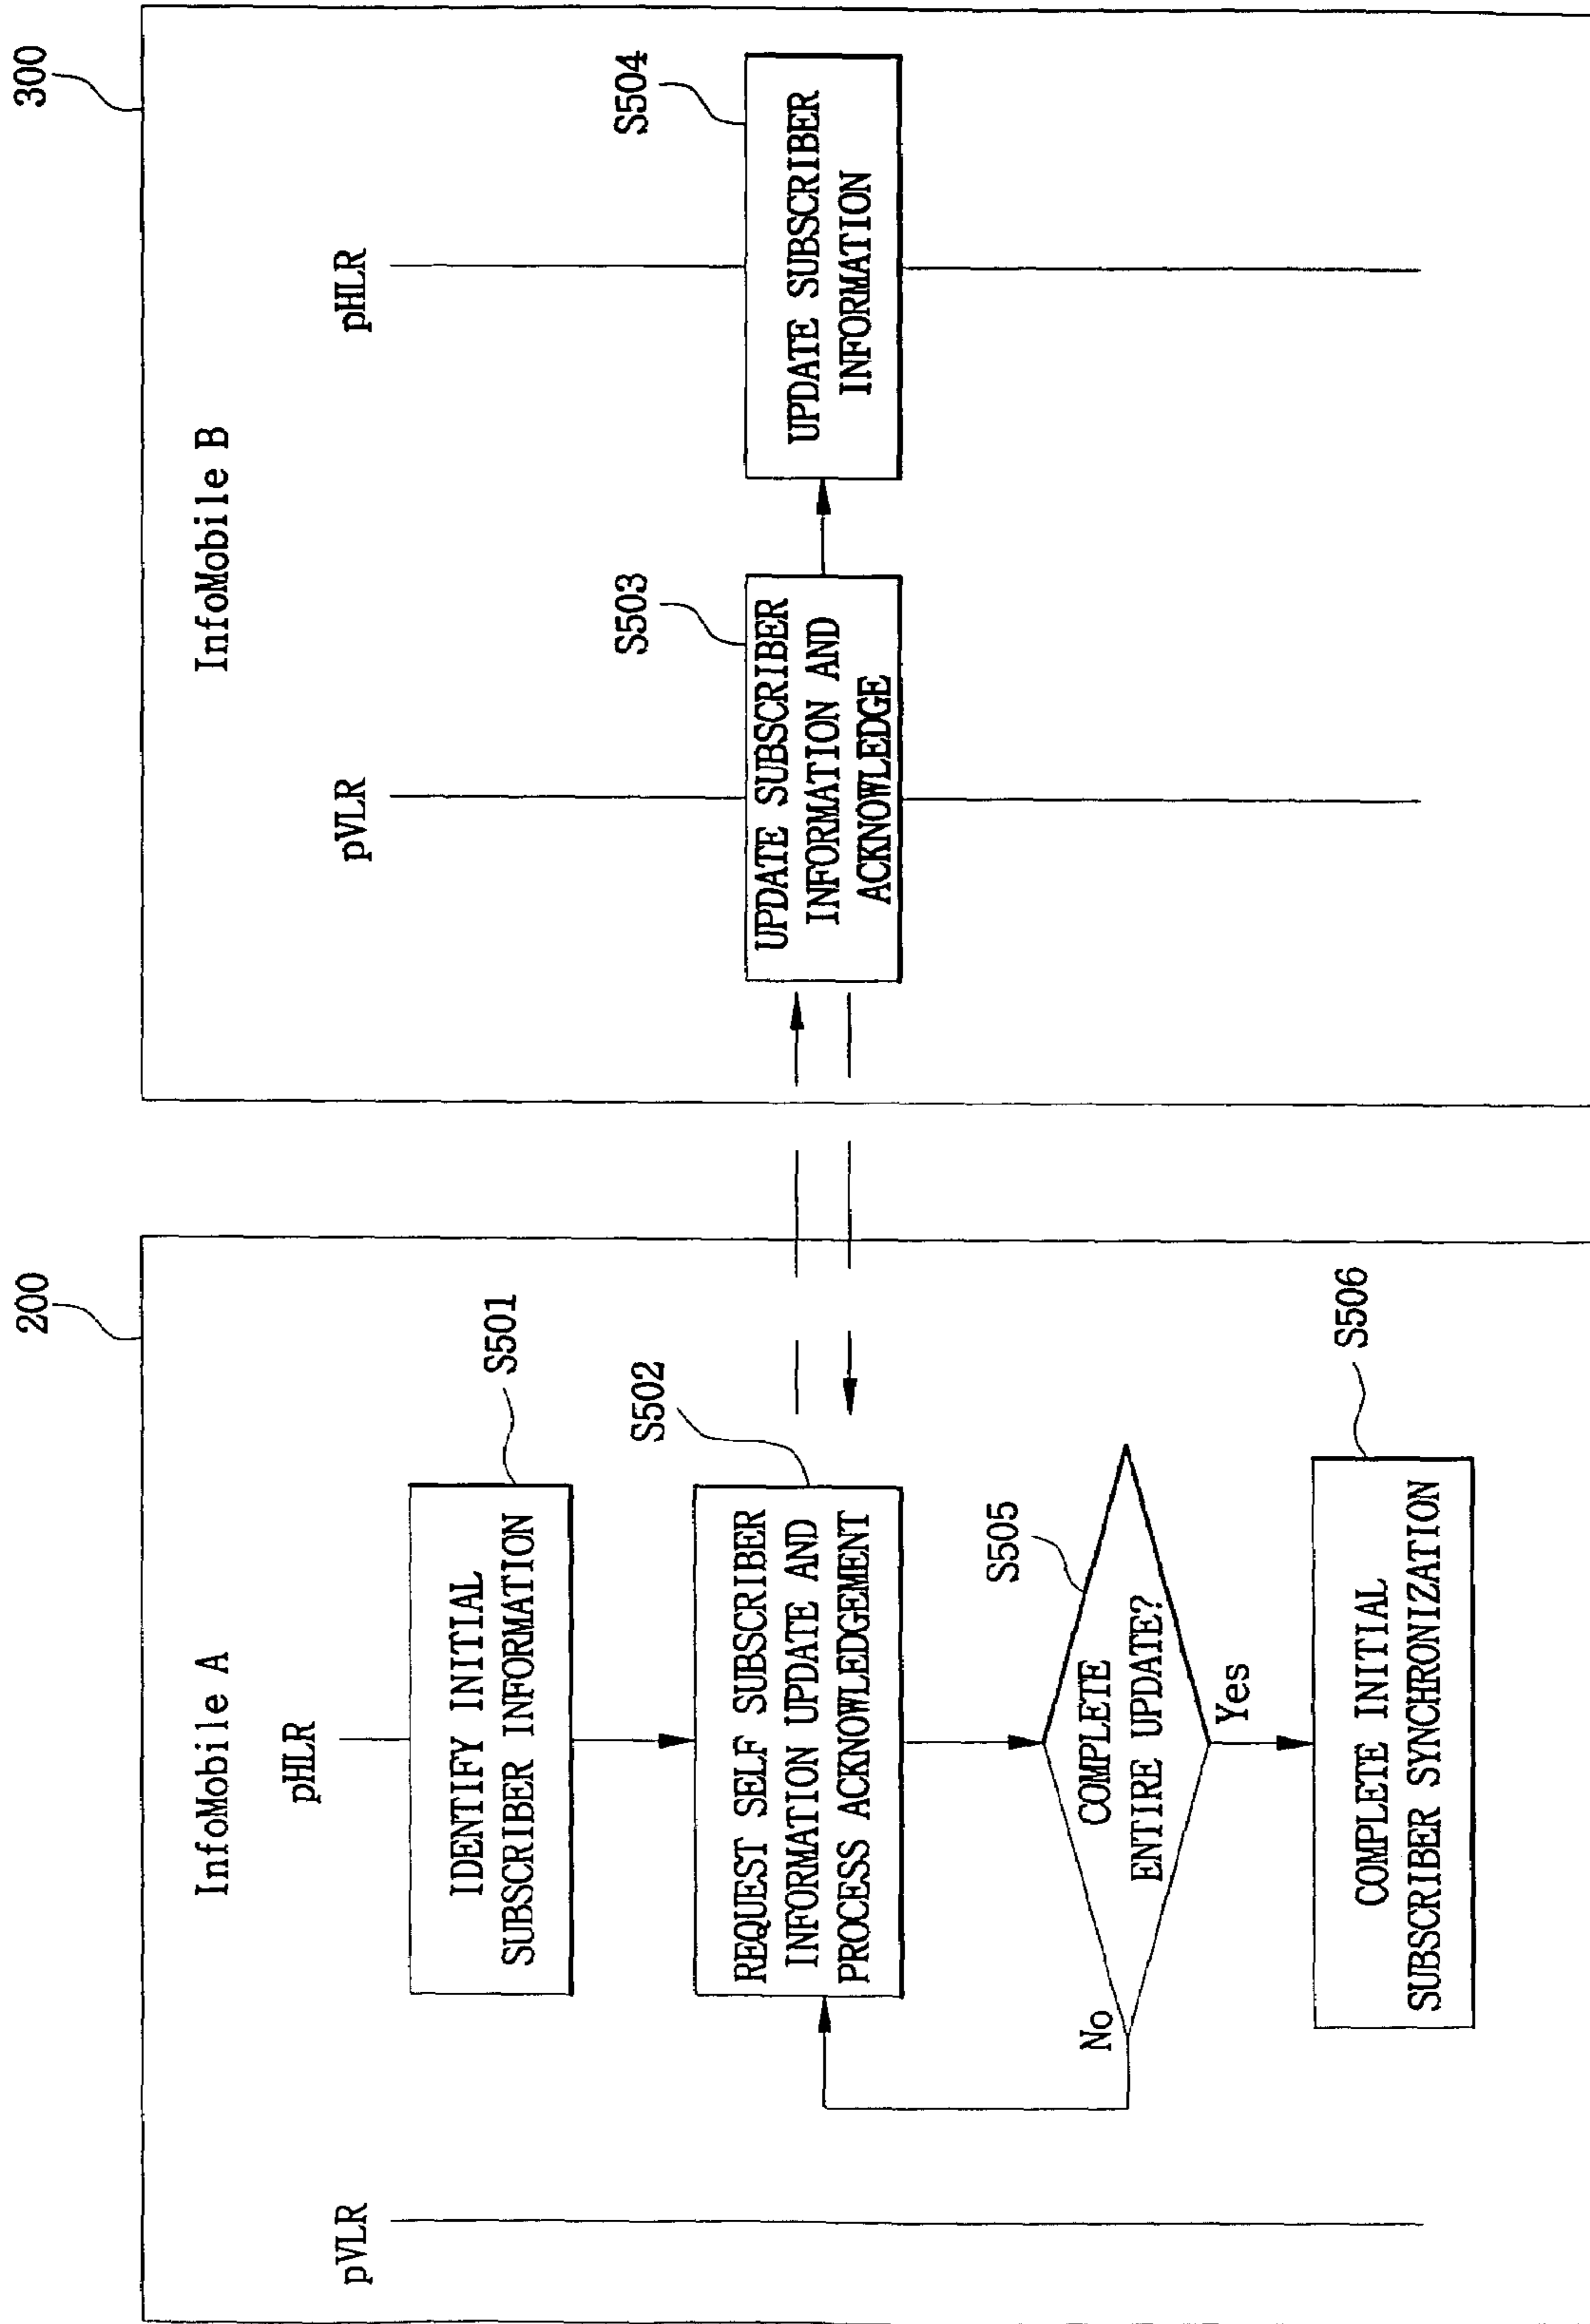 200
InfoMobile A
pVLR
pHLR
IDENTIFY INITIAL
SUBSCRIBER INFORMATION
S501
REQUEST SELF SUBSCRIBER
INFORMATION UPDATE AND
PROCESS ACKNOWLEDGEMENT
S502
COMPLETE
ENTIRE UPDATE?
S505
No
Yes
COMPLETE INITIAL
SUBSCRIBER SYNCHRONIZATION
S506
300
InfoMobile B
pVLR
pHLR
UPDATE SUBSCRIBER
INFORMATION AND
ACKNOWLEDGE
S503
UPDATE SUBSCRIBER
INFORMATION
S504